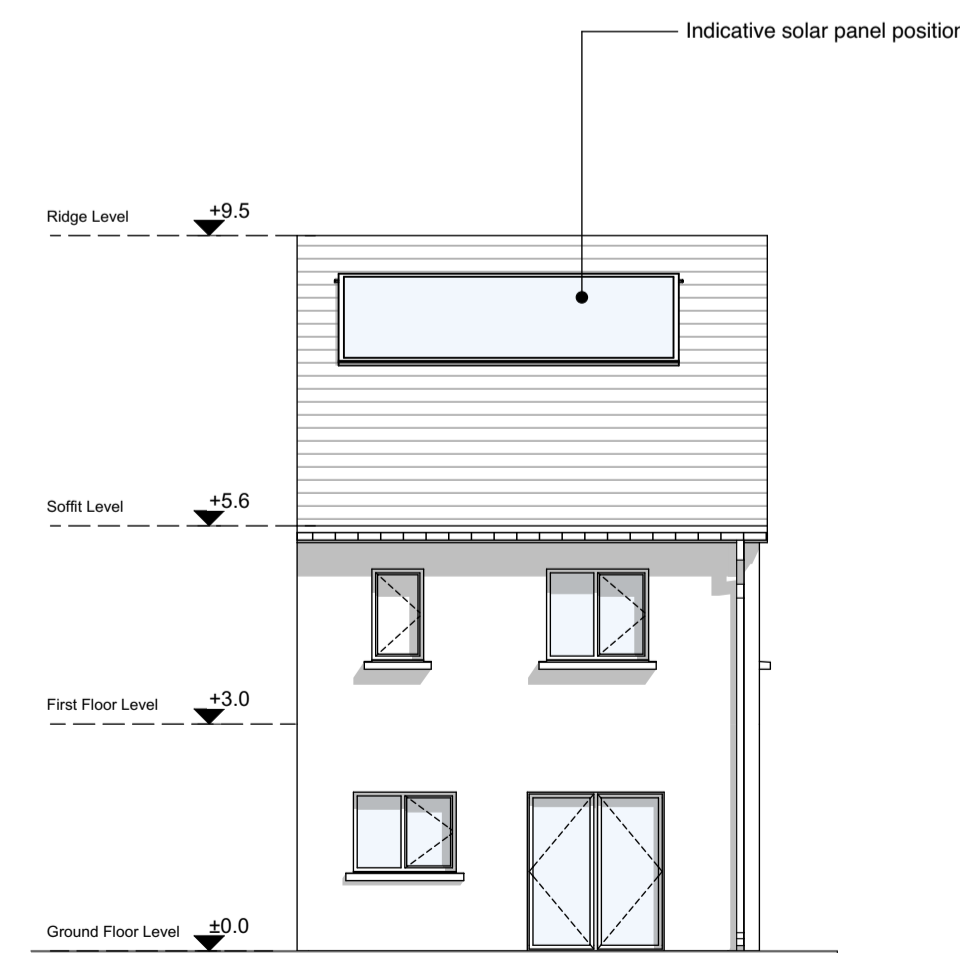 Indicative solar panel position
Ridge Level +9.5
Soffit Level +5.6
First Floor Level +3.0
Ground Floor Level ±0.0